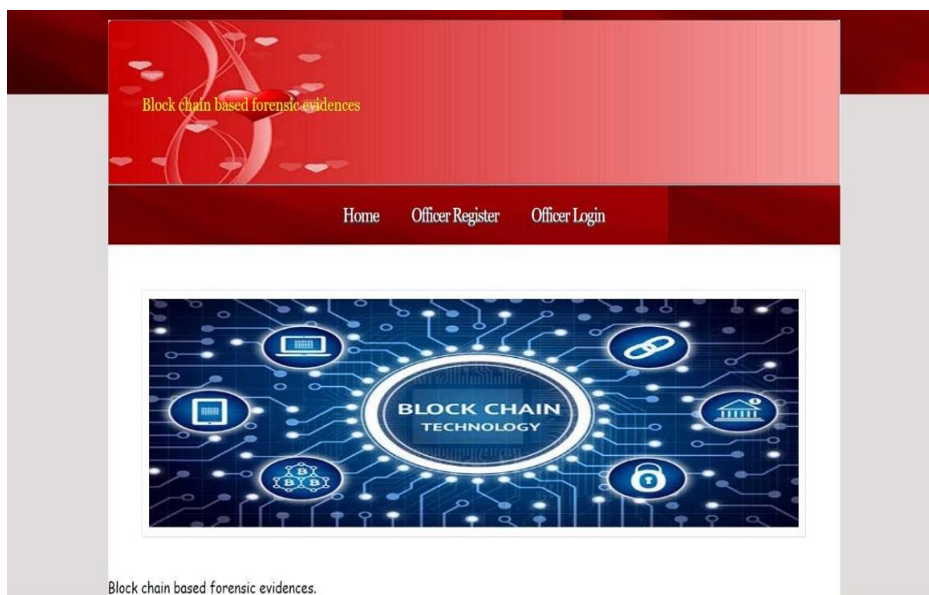 Block chain based forensic evidences
Home Officer Register Officer Login
BLOCK CHAIN
TECHNOLOGY
Block chain based forensic evidences.